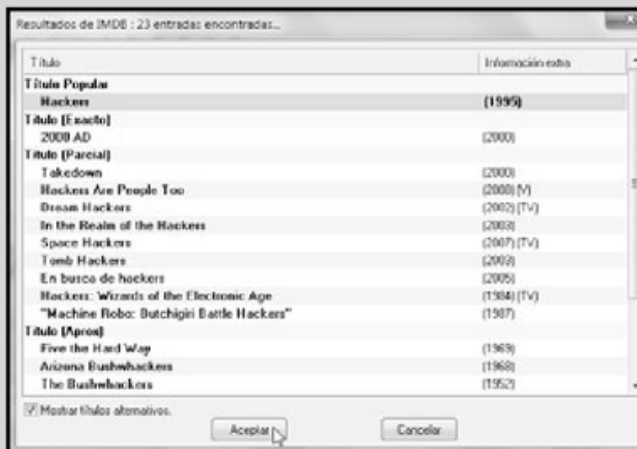 Resultados de IMDB : 23 entradas encontradas...
Título Información extra
Título Popular
Hackers (1995)
Título (Exacto)
2000 AD (2000)
Título (Parcial)
Takedown (2000)
Hackers Are People Too (2008) (V)
Dream Hackers (2002) (TV)
In the Realm of the Hackers (2003)
Space Hackers (2007) (TV)
Tomb Hackers (2003)
En busca de hackers (2005)
Hackers: Wizards of the Electronic Age (1984) (TV)
"Machine Robo: Butchigiri Battle Hackers" (1987)
Título (Aprox)
Five the Hard Way (1969)
Arizona Bushwhackers (1968)
The Bushwhackers (1952)
Mostrar títulos alternativos.
Aceptar Cancelar